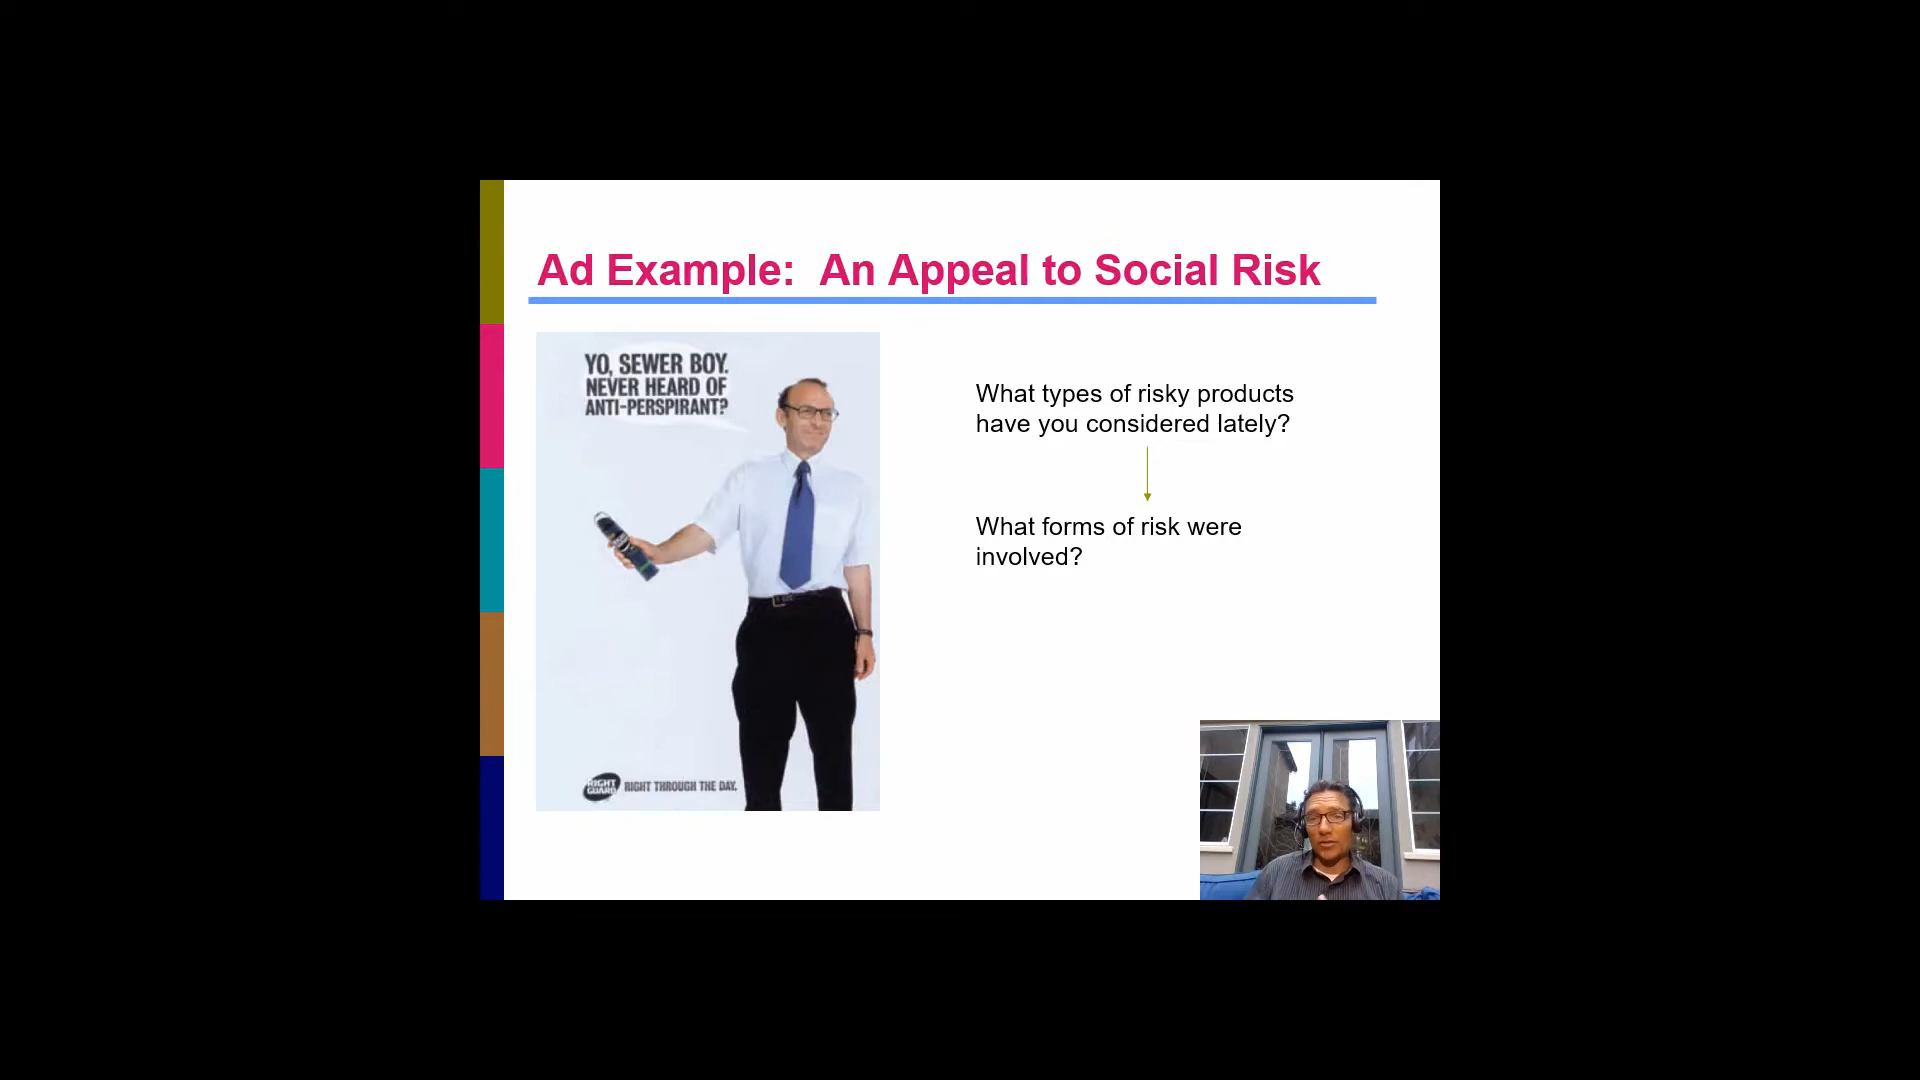 Ad Example: An Appeal to Social Risk
YO, SEWER BOY.
NEVER HEARD OF
ANTI-PERSPIRANT?
RIGHT
GUARD
RIGHT THROUGH THE DAY.
What types of risky products
have you considered lately?
What forms of risk were
involved?